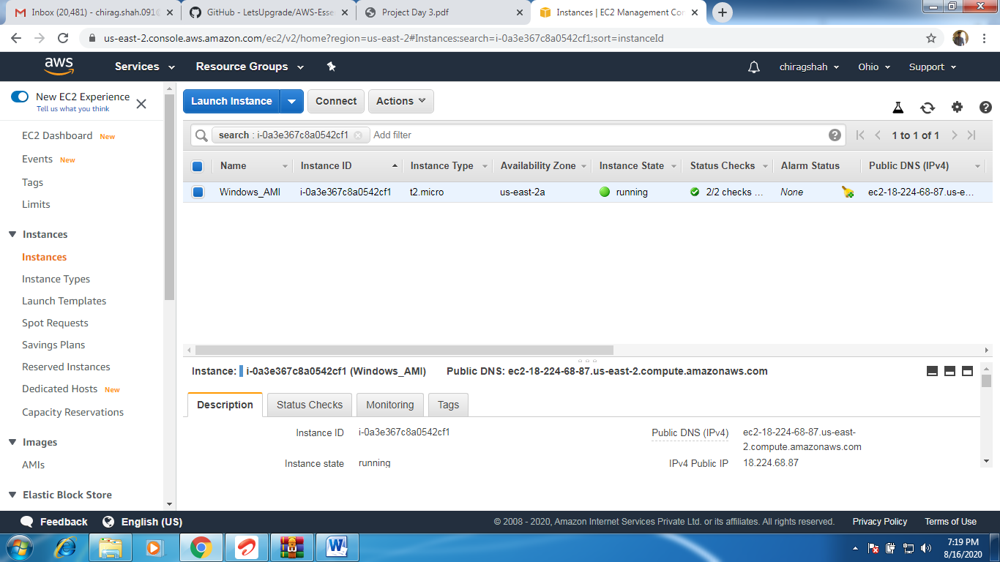 Inbox (20,481) - chirag.shah.091@
GitHub - LetsUpgrade/AWS-Esse
Project Day 3.pdf
Instances | EC2 Management Con
us-east-2.console.aws.amazon.com/ec2/v2/home?region=us-east-2#Instances:search=i-0a3e367c8a0542cf1;sort=instanceId
aws Services Resource Groups chiragshah Ohio Support
New EC2 Experience
Tell us what you think
EC2 Dashboard New
Events New
Tags
Limits
Instances
Instances
Instance Types
Launch Templates
Spot Requests
Savings Plans
Reserved Instances
Dedicated Hosts New
Capacity Reservations
Images
AMIs
Elastic Block Store
Launch Instance Connect Actions
search : i-0a3e367c8a0542cf1 Add filter 1 to 1 of 1
Name Instance ID Instance Type Availability Zone Instance State Status Checks Alarm Status Public DNS (IPv4)
Windows_AMI i-0a3e367c8a0542cf1 t2.micro us-east-2a running 2/2 checks ... None ec2-18-224-68-87.us-e...
Instance: i-0a3e367c8a0542cf1 (Windows_AMI) Public DNS: ec2-18-224-68-87.us-east-2.compute.amazonaws.com
Description Status Checks Monitoring Tags
Instance ID i-0a3e367c8a0542cf1 Public DNS (IPv4) ec2-18-224-68-87.us-east-
2.compute.amazonaws.com
Instance state running IPv4 Public IP 18.224.68.87
Feedback English (US) © 2008 - 2020, Amazon Internet Services Private Ltd. or its affiliates. All rights reserved. Privacy Policy Terms of Use
7:19 PM
8/16/2020